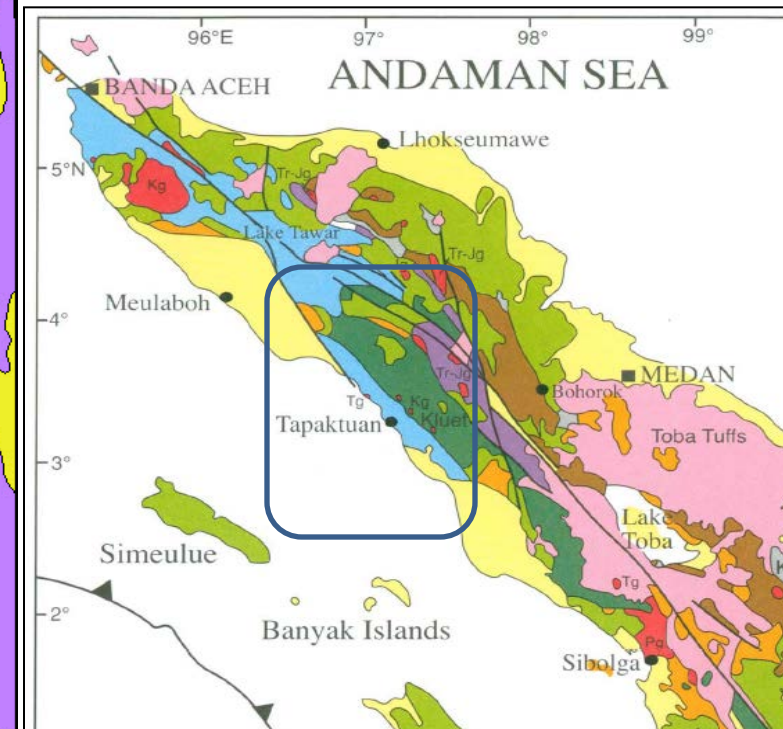 96°E
97°
98°
99°
ANDAMAN SEA
BANDA ACEH
Lhokseumawe
5°N
Tr-Jg
Kg
Lake Tawar
Tr-Jg
Meulaboh
4°
MEDAN
Tr-Jg
Bohorok
Tg
Kg
Toba Tuffs
Tapaktuan
Kluet
3°
Lake
Toba
Simeulue
Tg
2°
Banyak Islands
Pg
Sibolga